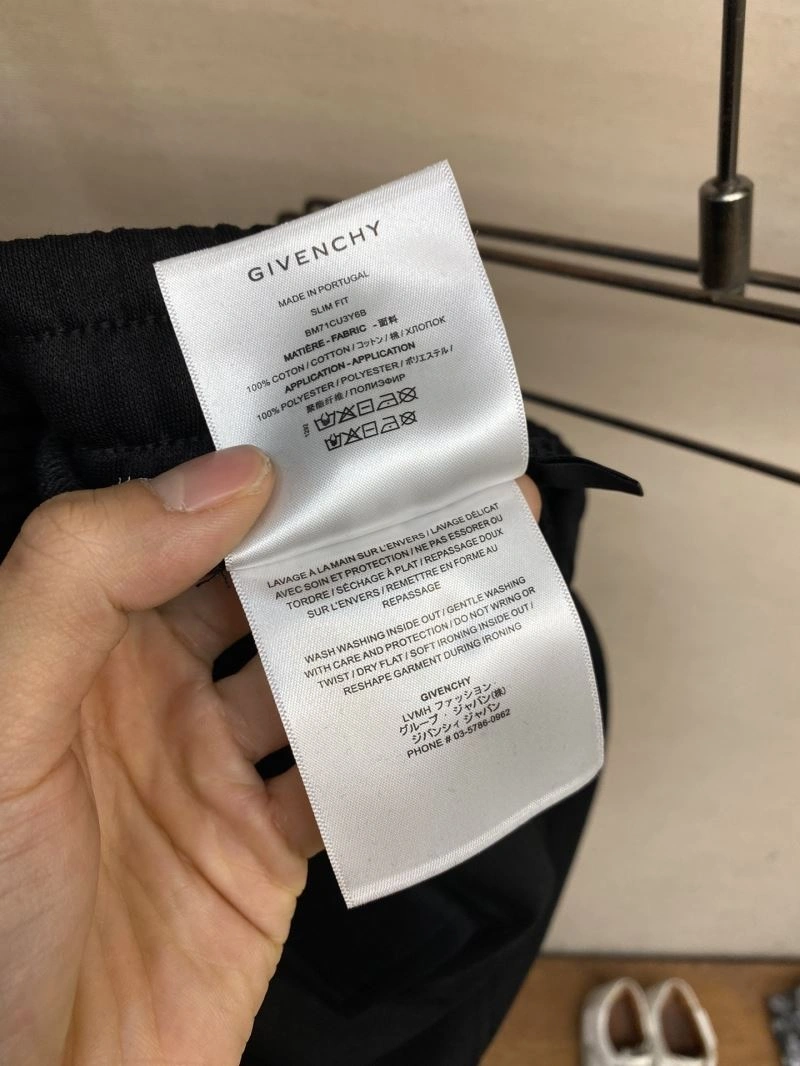 GIVENCHY
MADE IN PORTUGAL
SLIM FIT
BM71CU3Y6B
MATIÈRE - FABRIC - 面料
100% COTON / COTTON / コットン / 棉 / ХЛОПОК
APPLICATION - APPLICATION
100% POLYESTER / POLYESTER / ポリエステル /
聚酯纤维 / ПОЛИЭФИР
LAVAGE À LA MAIN SUR L'ENVERS / LAVAGE DÉLICAT
AVEC SOIN ET PROTECTION / NE PAS ESSORER OU
TORDRE / SÉCHAGE À PLAT / REPASSAGE DOUX
SUR L'ENVERS / REMETTRE EN FORME AU
REPASSAGE
WASH WASHING INSIDE OUT / GENTLE WASHING
WITH CARE AND PROTECTION / DO NOT WRING OR
TWIST / DRY FLAT / SOFT IRONING INSIDE OUT /
RESHAPE GARMENT DURING IRONING
GIVENCHY
LVMH ファッション・
グループ・ジャパン(株)
ジバンシィ ジャパン
PHONE # 03-5786-0962